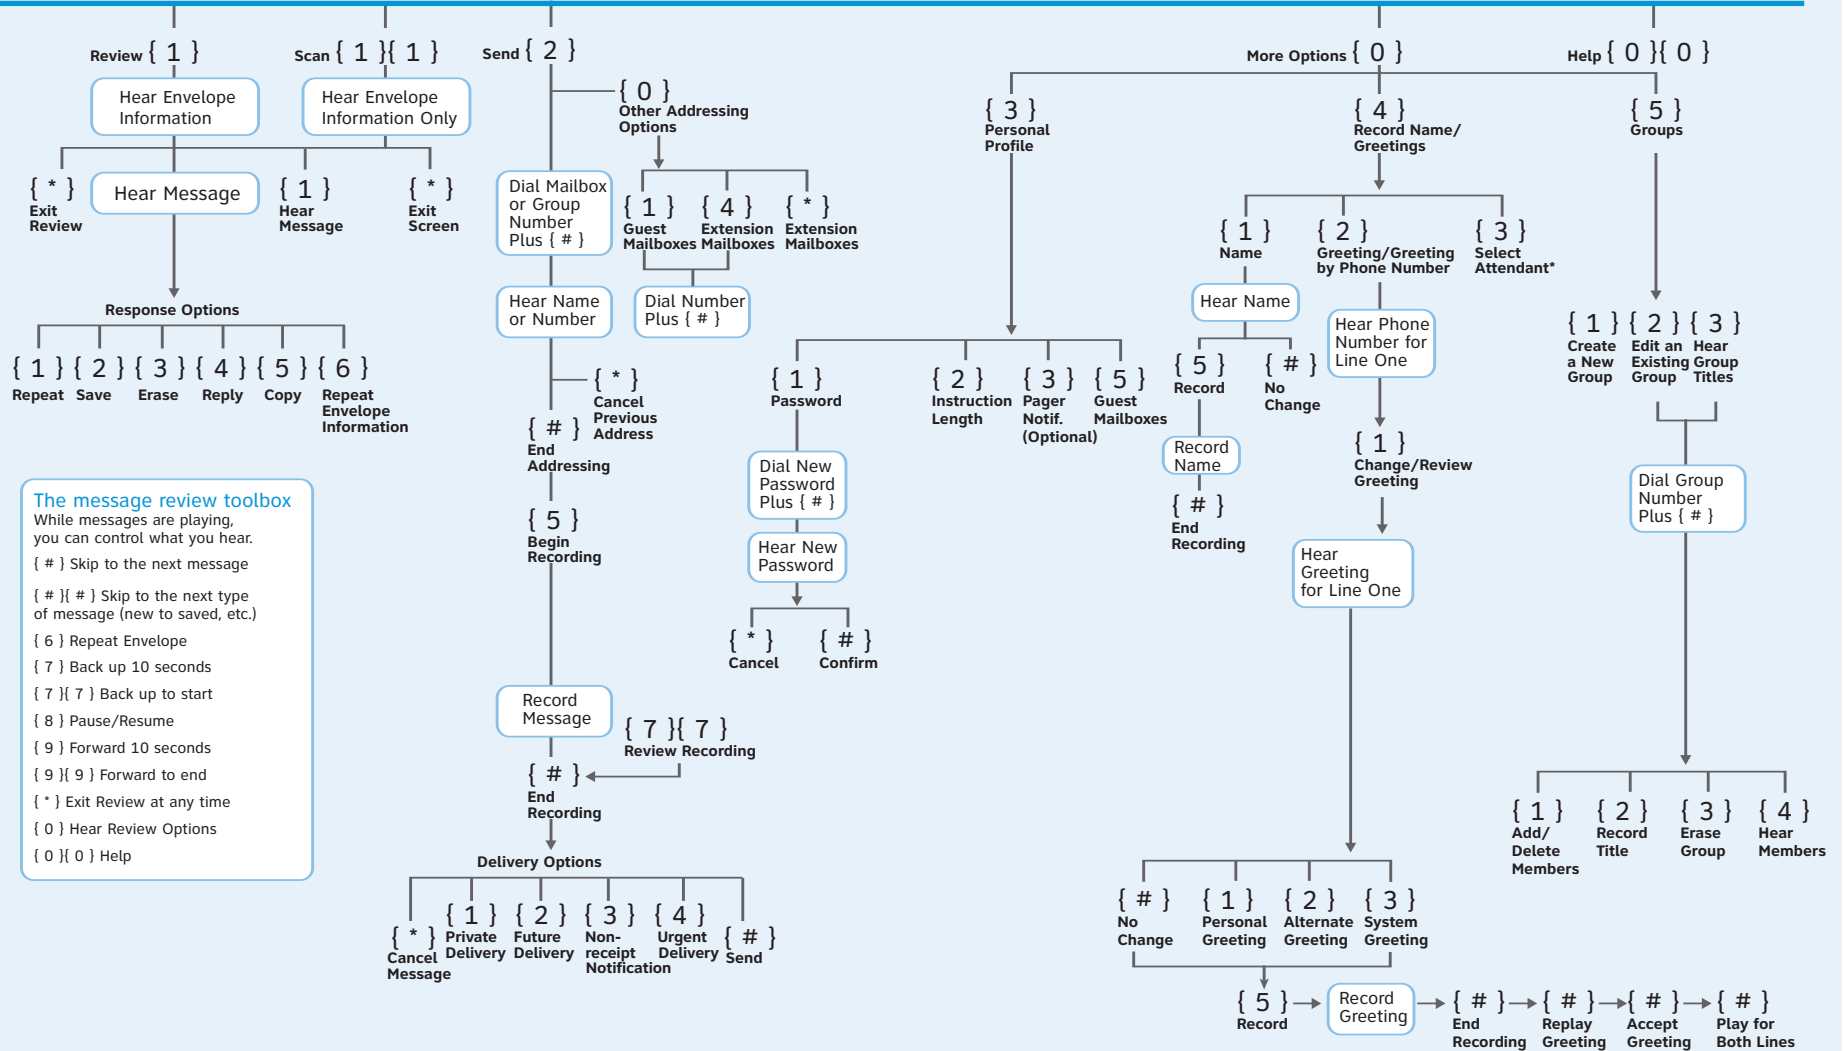 Review { 1 }
Hear Envelope
Information
Scan { 1 }{ 1 }
Hear Envelope
Information Only
{ * }
Exit
Review
Hear Message
{ 1 }
Hear
Message
{ * }
Exit
Screen
Response Options
{ 1 } { 2 } { 3 } { 4 } { 5 } { 6 }
Repeat Save Erase Reply Copy Repeat
Envelope
Information
The message review toolbox
While messages are playing,
you can control what you hear.
{ # } Skip to the next message
{ # }{ # } Skip to the next type
of message (new to saved, etc.)
{ 6 } Repeat Envelope
{ 7 } Back up 10 seconds
{ 7 }{ 7 } Back up to start
{ 8 } Pause/Resume
{ 9 } Forward 10 seconds
{ 9 }{ 9 } Forward to end
{ * } Exit Review at any time
{ 0 } Hear Review Options
{ 0 }{ 0 } Help
Send { 2 }
{ 0 }
Other Addressing
Options
Dial Mailbox
or Group
Number
Plus { # }
{ 1 }
Guest
Mailboxes
{ 4 }
Extension
Mailboxes
{ * }
Extension
Mailboxes
Dial Number
Plus { # }
Hear Name
or Number
{ * }
Cancel
Previous
Address
{ # }
End
Addressing
{ 5 }
Begin
Recording
Record
Message
{ 7 }{ 7 }
Review Recording
{ # }
End
Recording
Delivery Options
{ * }
Cancel
Message
{ 1 }
Private
Delivery
{ 2 }
Future
Delivery
{ 3 }
Non-
receipt
Notification
{ 4 }
Urgent
Delivery
{ # }
Send
More Options { 0 }
{ 3 }
Personal
Profile
{ 1 }
Password
{ 2 }
Instruction
Length
{ 3 }
Pager
Notif.
(Optional)
{ 5 }
Guest
Mailboxes
Dial New
Password
Plus { # }
Hear New
Password
{ * }
Cancel
{ # }
Confirm
{ 4 }
Record Name/
Greetings
{ 1 }
Name
{ 2 }
Greeting/Greeting
by Phone Number
{ 3 }
Select
Attendant*
Hear Name
{ 5 }
Record
{ # }
No
Change
Record
Name
{ # }
End
Recording
Hear Phone
Number for
Line One
{ 1 }
Change/Review
Greeting
Hear
Greeting
for Line One
{ # }
No
Change
{ 1 }
Personal
Greeting
{ 2 }
Alternate
Greeting
{ 3 }
System
Greeting
{ 5 }
Record
Record
Greeting
{ # }
End
Recording
{ # }
Replay
Greeting
{ # }
Accept
Greeting
{ # }
Play for
Both Lines
Help { 0 }{ 0 }
{ 5 }
Groups
{ 1 }
Create
a New
Group
{ 2 }
Edit an
Existing
Group
{ 3 }
Hear
Group
Titles
Dial Group
Number
Plus { # }
{ 1 }
Add/
Delete
Members
{ 2 }
Record
Title
{ 3 }
Erase
Group
{ 4 }
Hear
Members